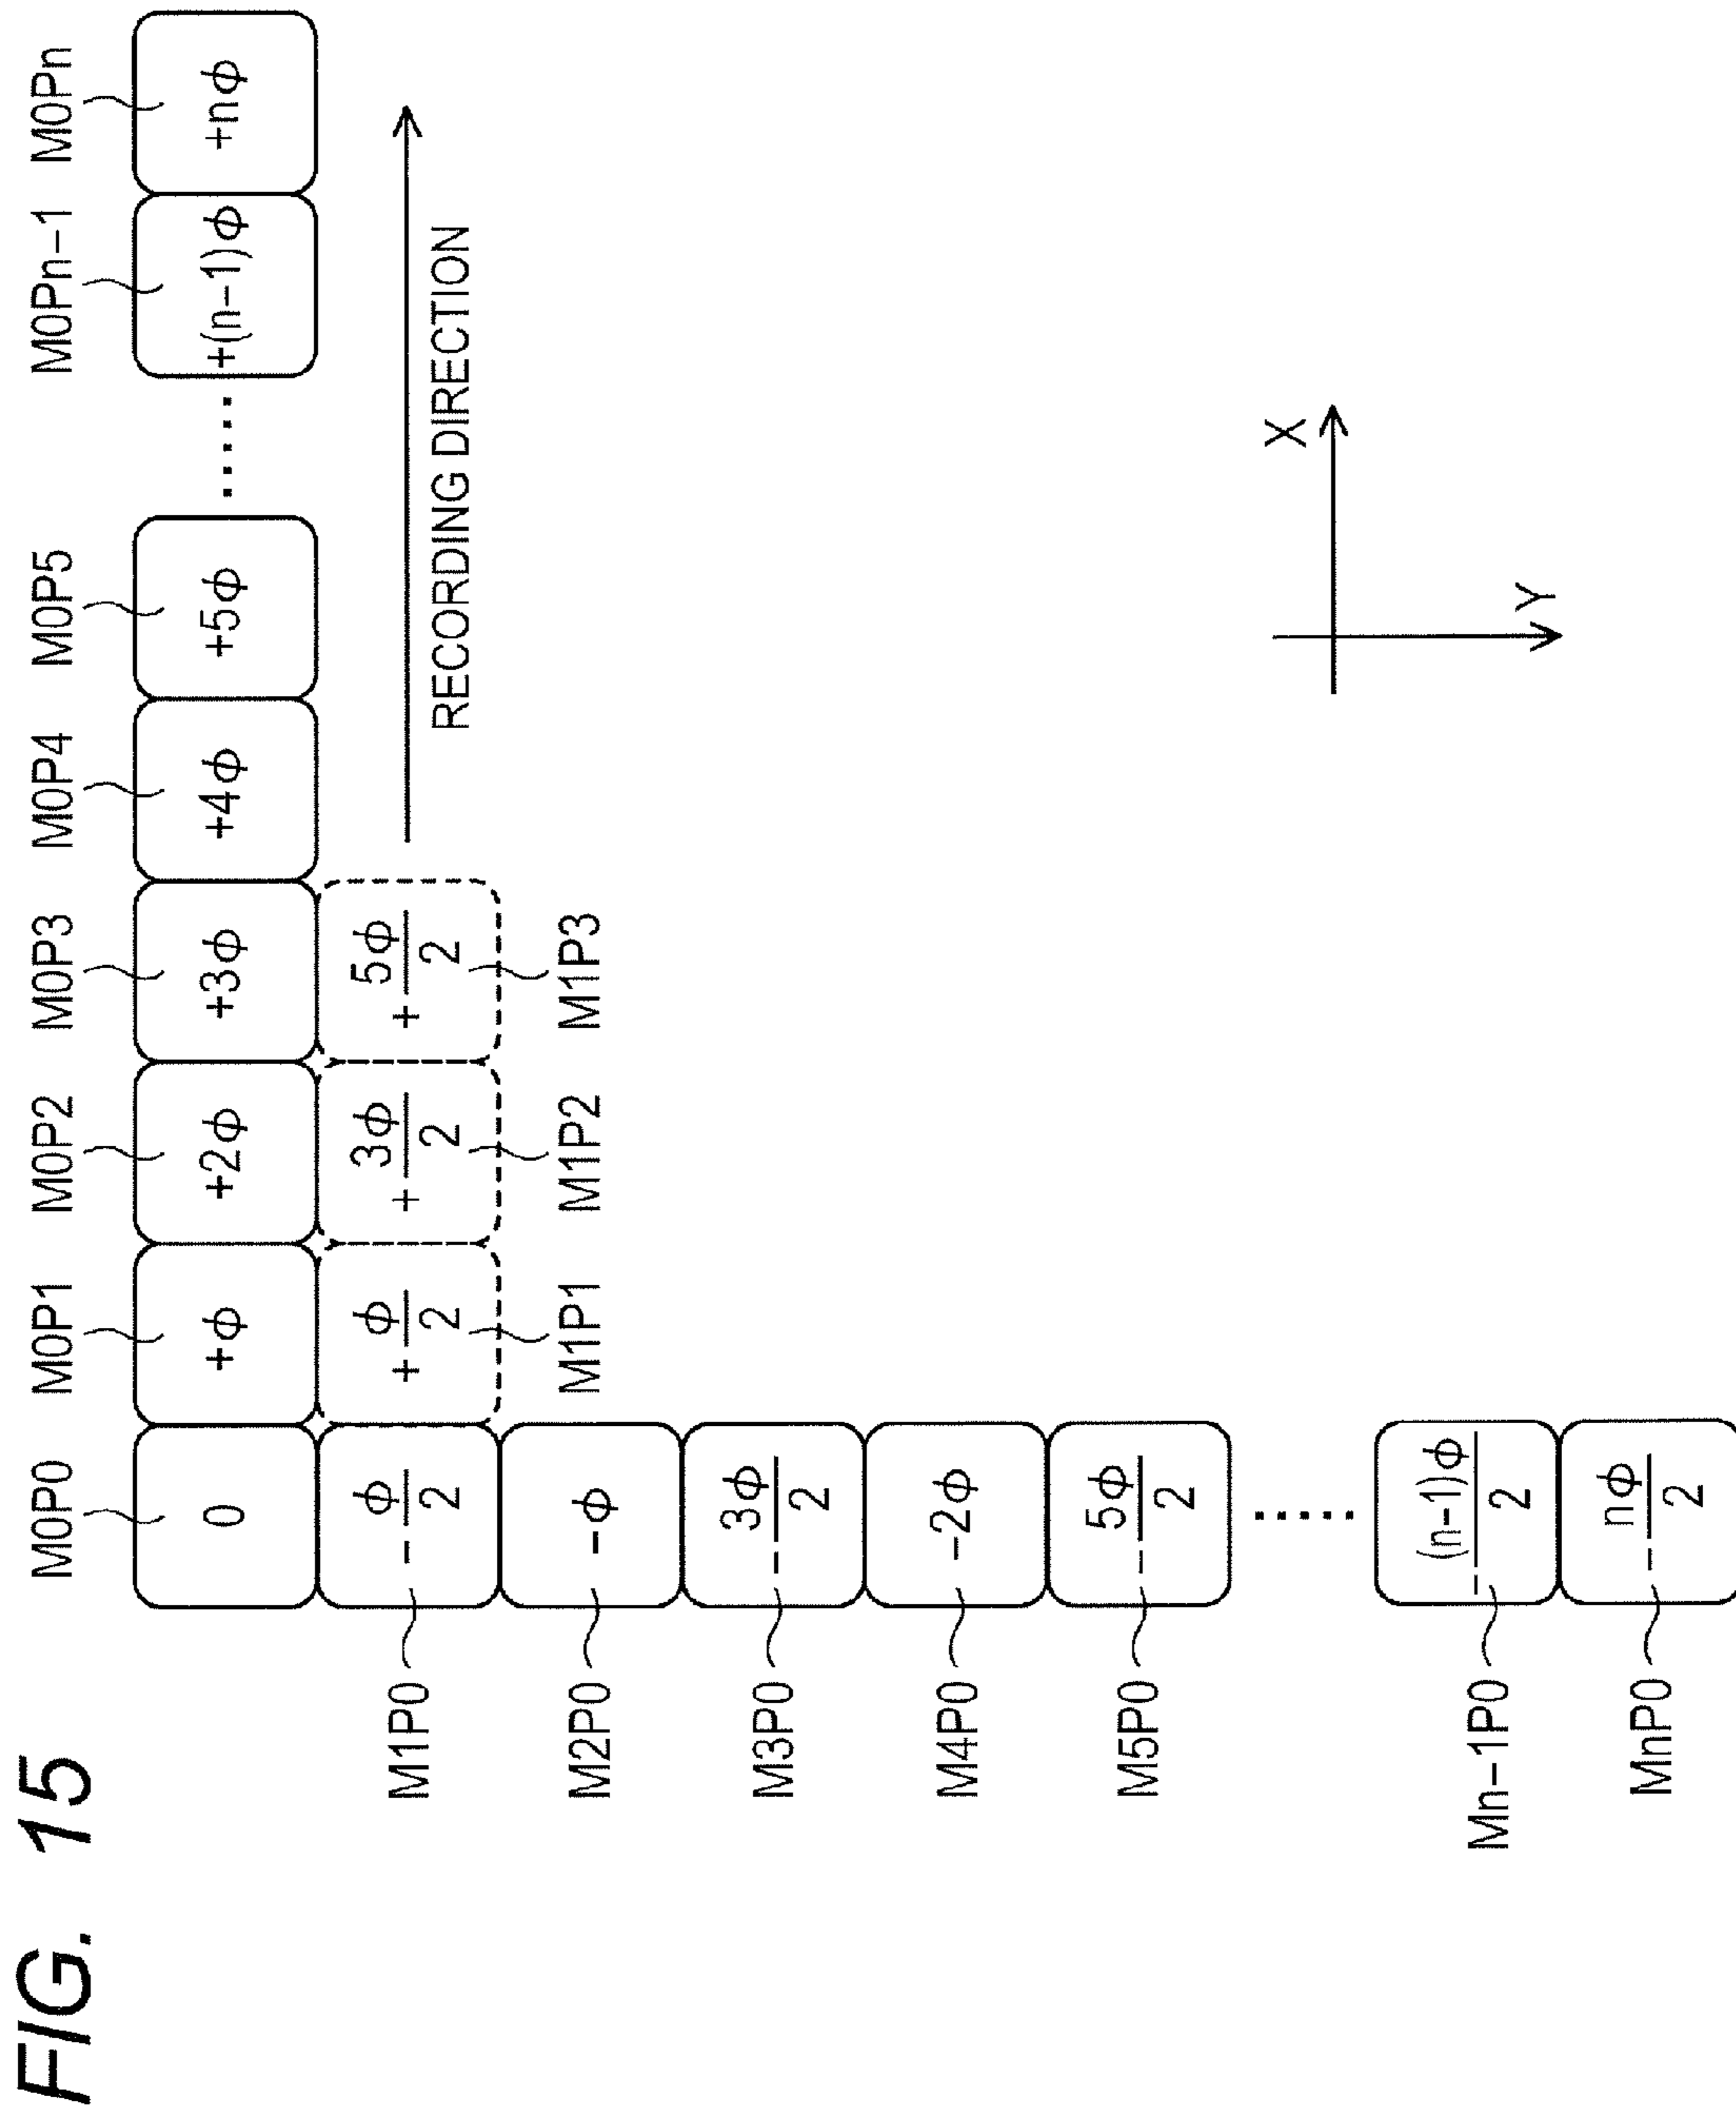 FIG. 15
M0P0 M0P1 M0P2 M0P3 M0P4 M0P5 M0Pn-1 M0Pn
0 +ϕ +2ϕ +3ϕ +4ϕ +5ϕ ····· +(n-1)ϕ +nϕ
M1P0 -ϕ/2 +ϕ/2 +3ϕ/2 +5ϕ/2
RECORDING DIRECTION
M1P1 M1P2 M1P3
M2P0 -ϕ
M3P0 -3ϕ/2
M4P0 -2ϕ
M5P0 -5ϕ/2
·····
Mn-1P0 -(n-1)ϕ/2
MnP0 -nϕ/2
X
Y